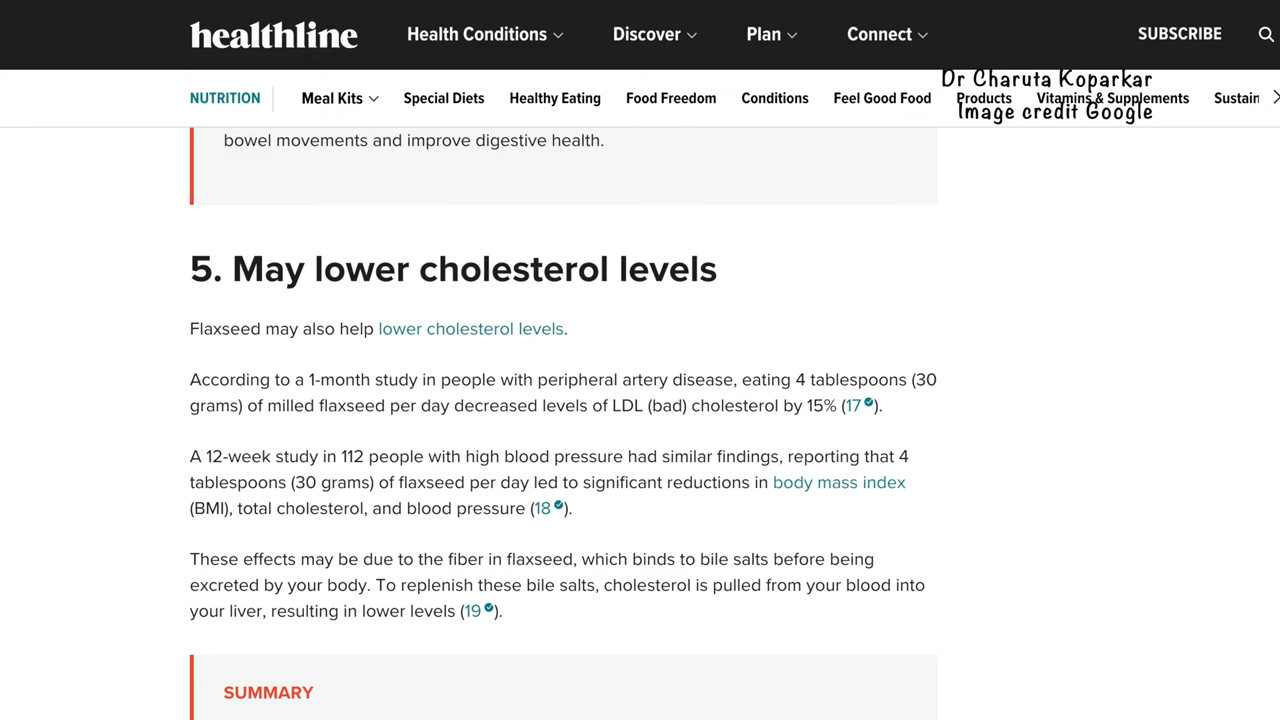 healthline Health Conditions Discover Plan Connect SUBSCRIBE
Dr Charuta Koparkar
NUTRITION Meal Kits Special Diets Healthy Eating Food Freedom Conditions Feel Good Food Products Vitamins & Supplements Sustain
Image credit Google
bowel movements and improve digestive health.
5. May lower cholesterol levels
Flaxseed may also help lower cholesterol levels.
According to a 1-month study in people with peripheral artery disease, eating 4 tablespoons (30
grams) of milled flaxseed per day decreased levels of LDL (bad) cholesterol by 15% (17).
A 12-week study in 112 people with high blood pressure had similar findings, reporting that 4
tablespoons (30 grams) of flaxseed per day led to significant reductions in body mass index
(BMI), total cholesterol, and blood pressure (18).
These effects may be due to the fiber in flaxseed, which binds to bile salts before being
excreted by your body. To replenish these bile salts, cholesterol is pulled from your blood into
your liver, resulting in lower levels (19).
SUMMARY